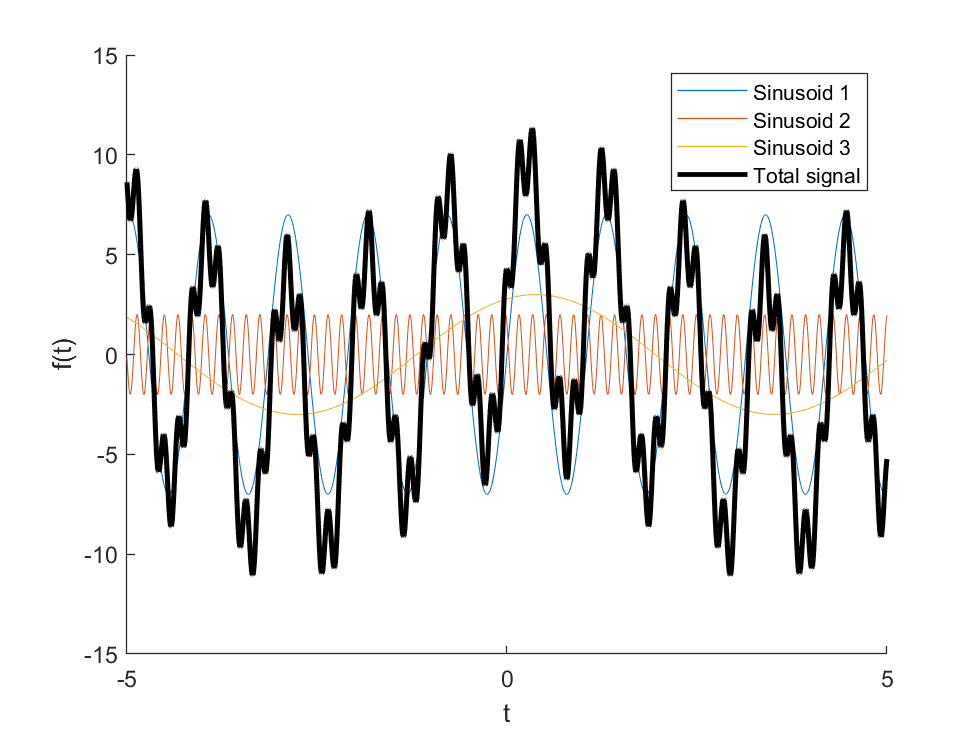 15
10
5
0
-5
-10
-15
f(t)
-5
0
5
t
Sinusoid 1
Sinusoid 2
Sinusoid 3
Total signal